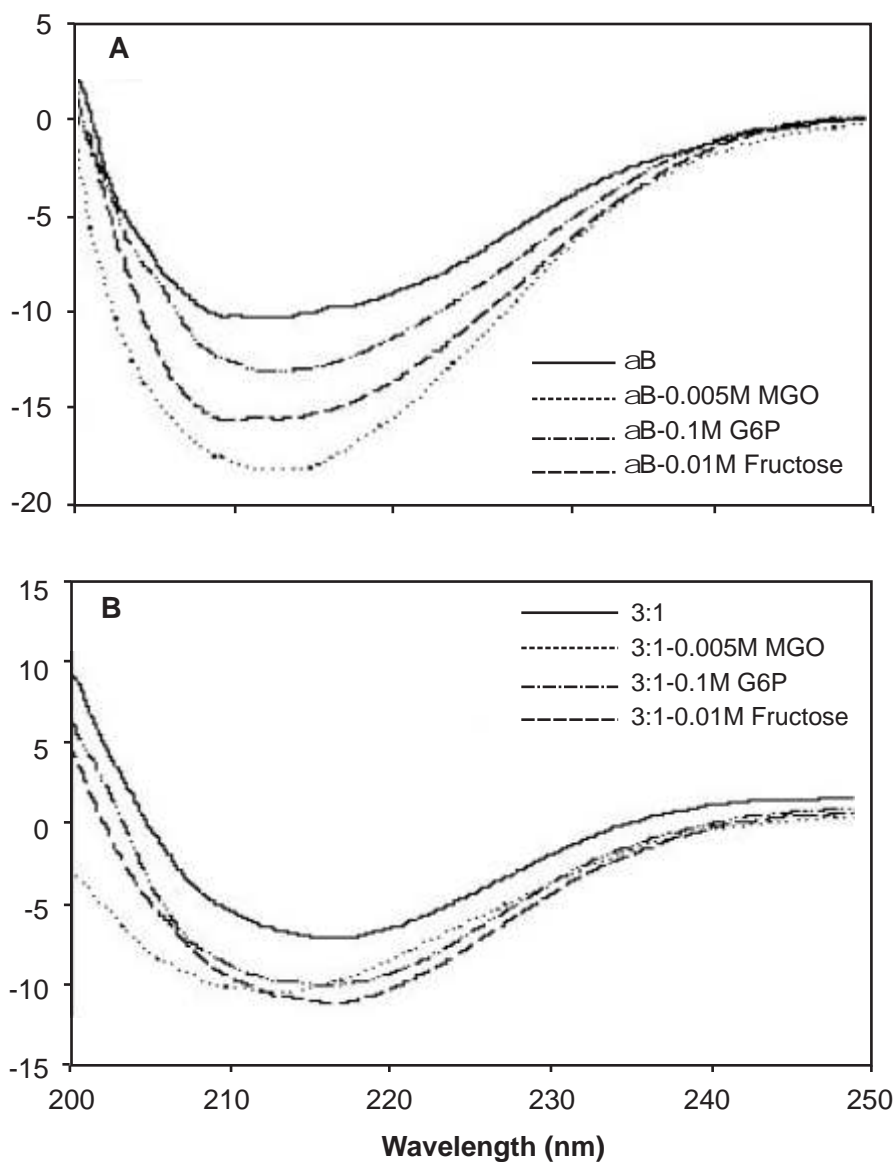 A
5
0
-5
-10
-15
-20
aB
aB-0.005M MGO
aB-0.1M G6P
aB-0.01M Fructose
B
15
10
5
0
-5
-10
-15
3:1
3:1-0.005M MGO
3:1-0.1M G6P
3:1-0.01M Fructose
200 210 220 230 240 250
Wavelength (nm)